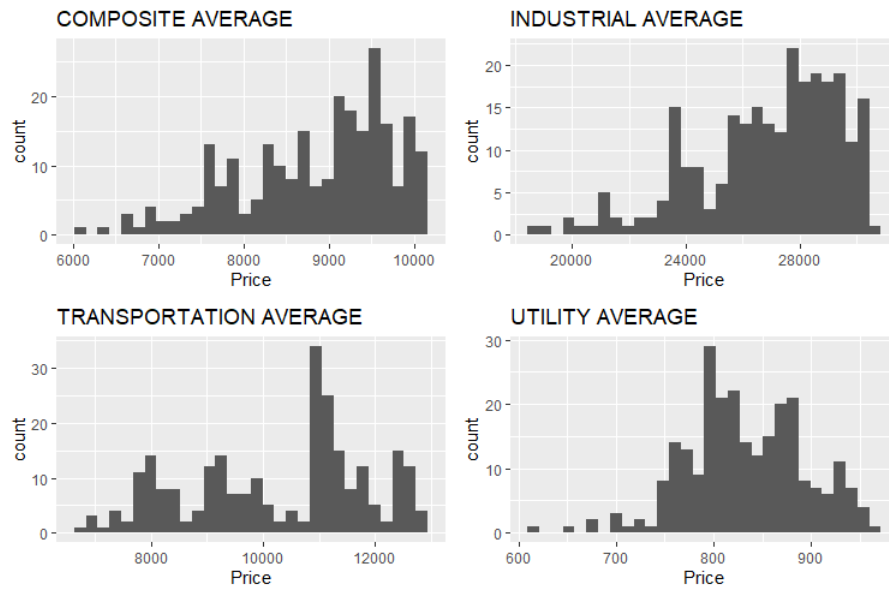 COMPOSITE AVERAGE
count
20
10
0
6000 7000 8000 9000 10000
Price
INDUSTRIAL AVERAGE
count
20
15
10
5
0
20000 24000 28000
Price
TRANSPORTATION AVERAGE
count
30
20
10
0
8000 10000 12000
Price
UTILITY AVERAGE
count
30
20
10
0
600 700 800 900
Price